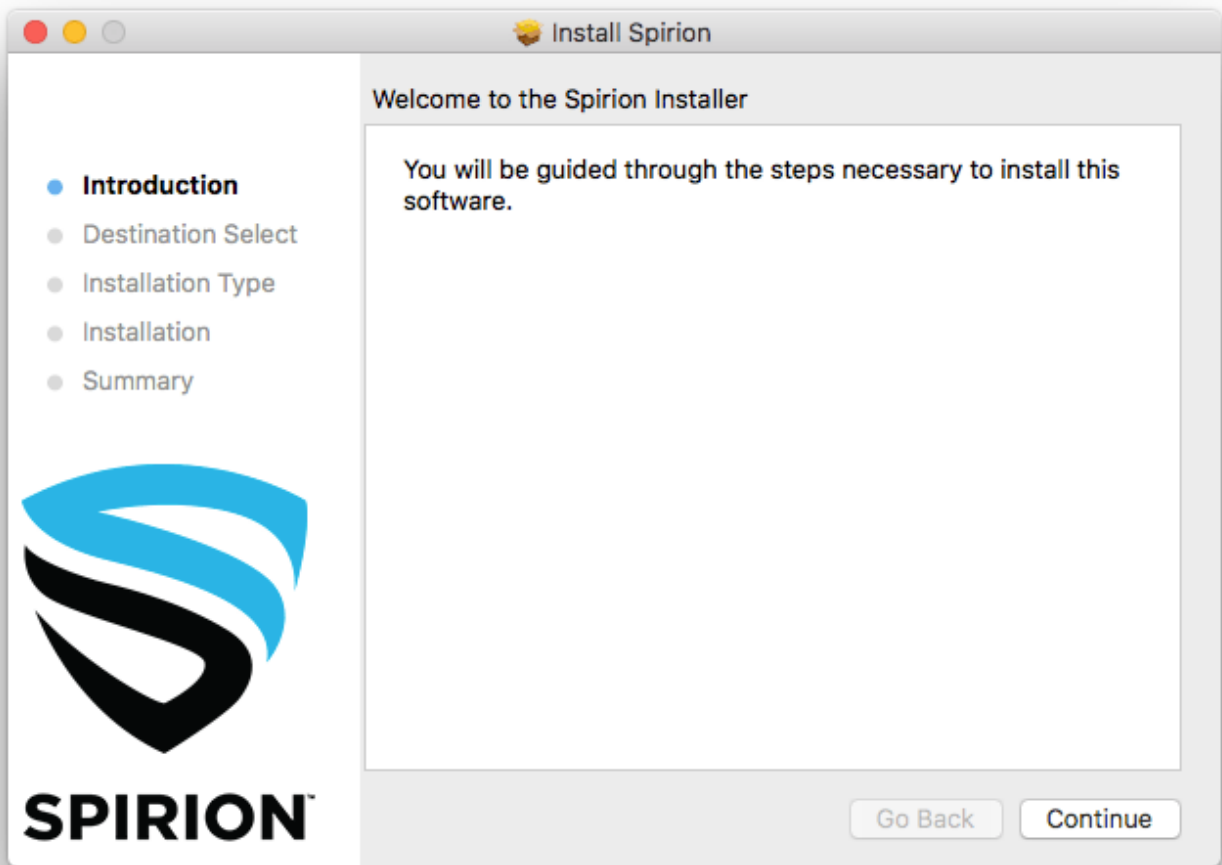 Install Spirion
Welcome to the Spirion Installer
Introduction
Destination Select
Installation Type
Installation
Summary
You will be guided through the steps necessary to install this
software.
SPIRION™
Go Back
Continue